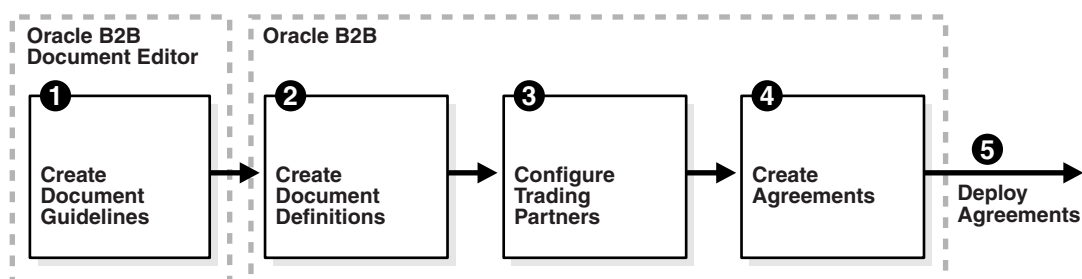 Oracle B2B
Document Editor
Oracle B2B
1
Create
Document
Guidelines
2
Create
Document
Definitions
3
Configure
Trading
Partners
4
Create
Agreements
5
Deploy
Agreements